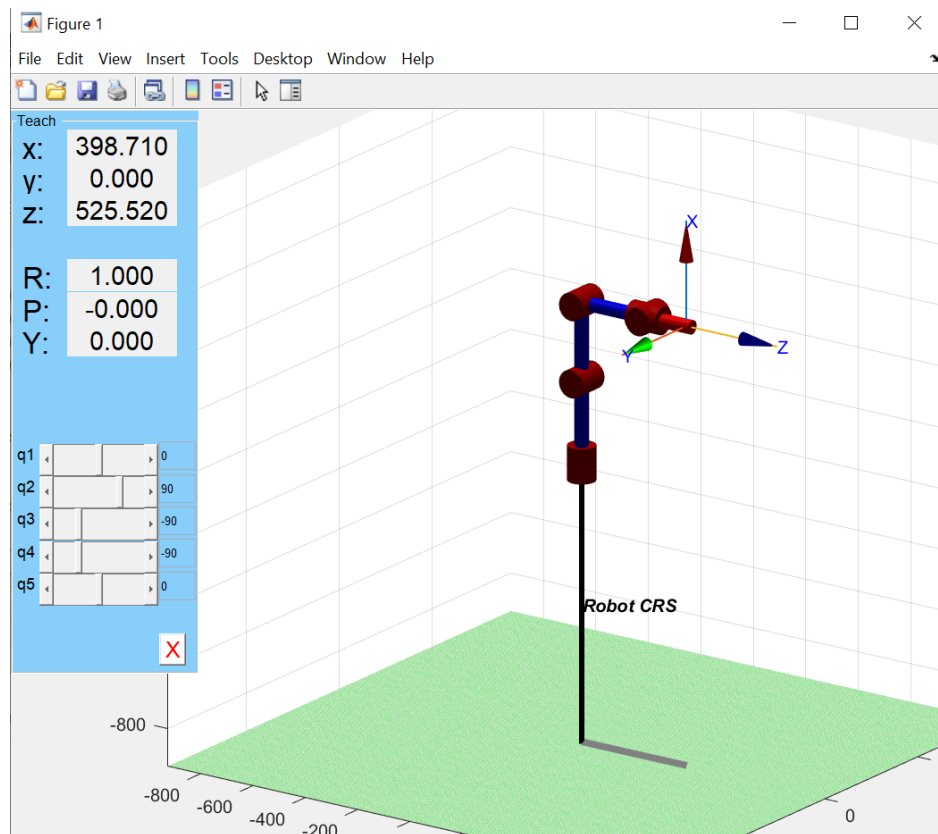 Figure 1
File Edit View Insert Tools Desktop Window Help
Teach
x: 398.710
y: 0.000
z: 525.520
R: 1.000
P: -0.000
Y: 0.000
q1 0
q2 90
q3 -90
q4 -90
q5 0
X
X
Y
Z
Robot CRS
-800
-800
-600
-400
-200
0